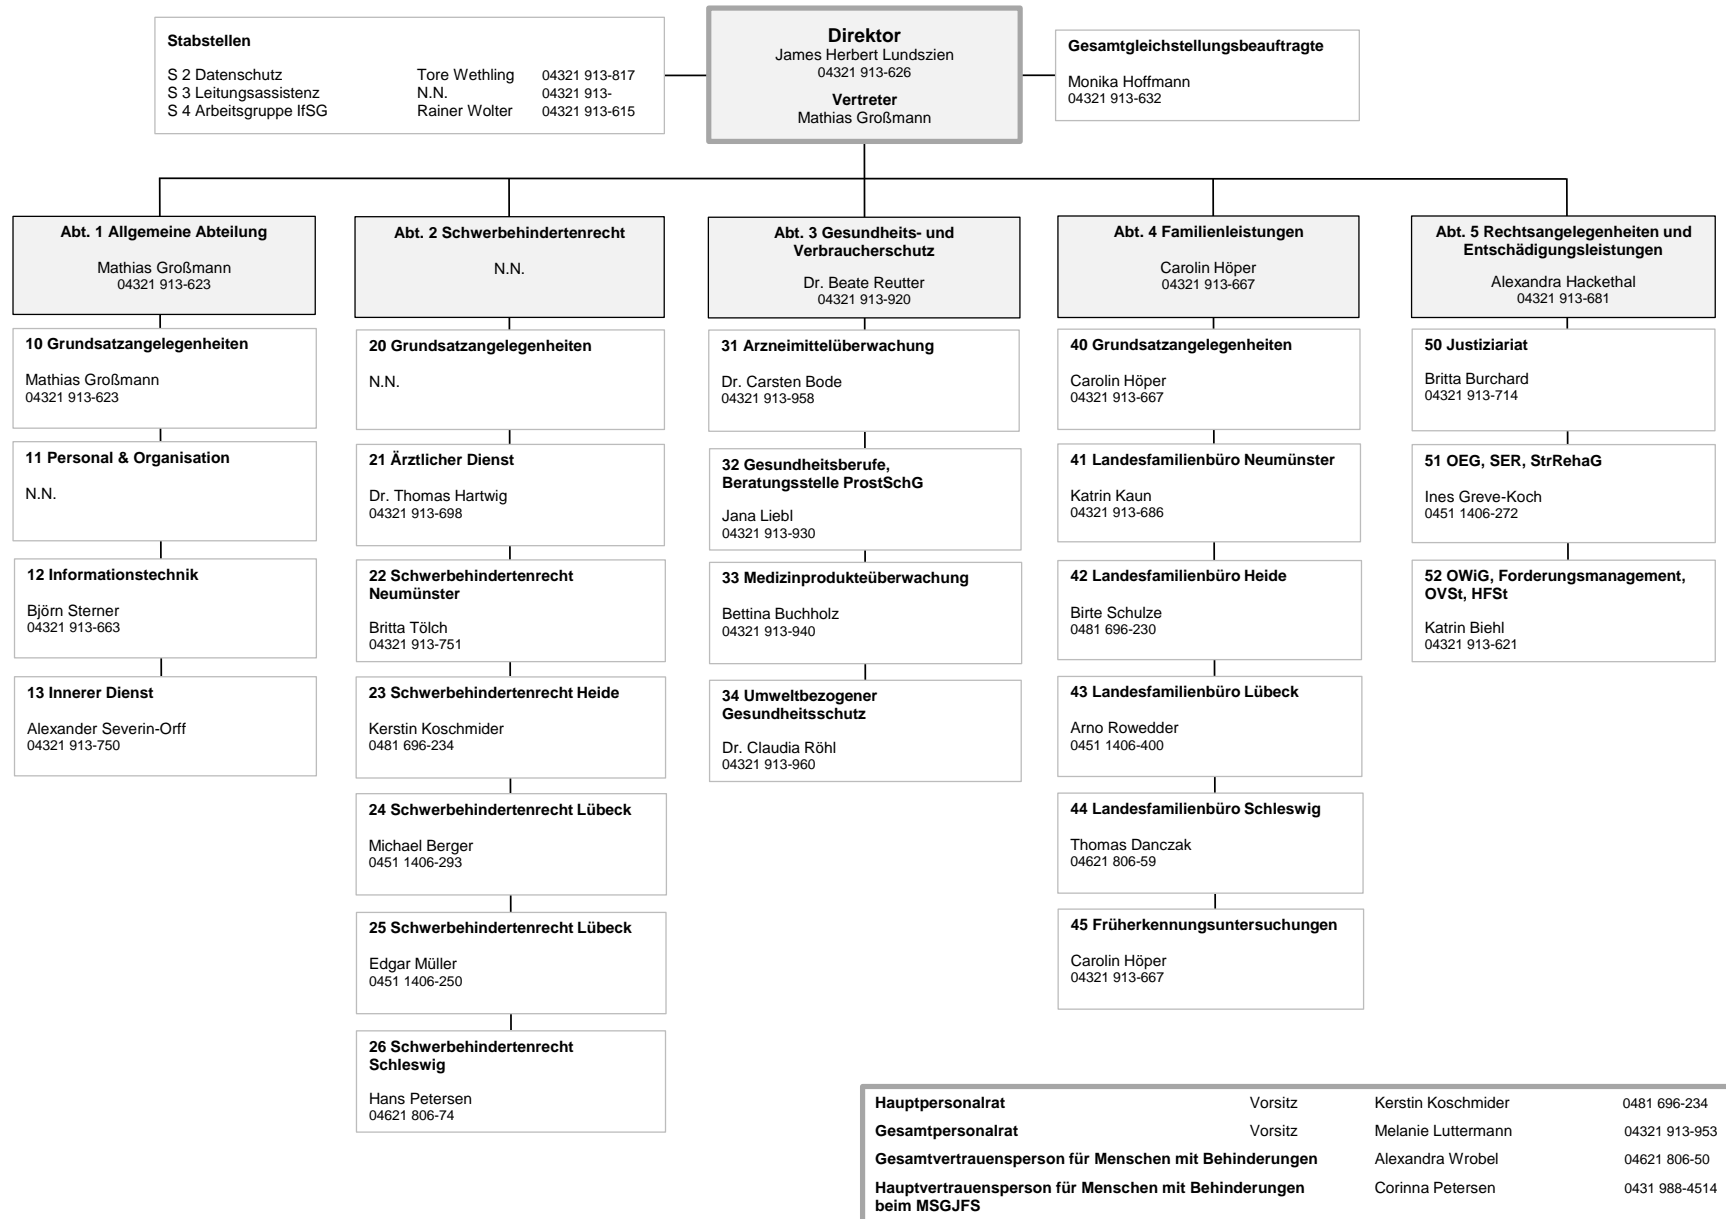 Stabstellen
S 2 Datenschutz Tore Wethling 04321 913-817
S 3 Leitungsassistenz N.N. 04321 913-
S 4 Arbeitsgruppe IfSG Rainer Wolter 04321 913-615
Direktor
James Herbert Lundszien
04321 913-626
Vertreter
Mathias Großmann
Gesamtgleichstellungsbeauftragte
Monika Hoffmann
04321 913-632
Abt. 1 Allgemeine Abteilung
Mathias Großmann
04321 913-623
10 Grundsatzangelegenheiten
Mathias Großmann
04321 913-623
11 Personal & Organisation
N.N.
12 Informationstechnik
Björn Sterner
04321 913-663
13 Innerer Dienst
Alexander Severin-Orff
04321 913-750
Abt. 2 Schwerbehindertenrecht
N.N.
20 Grundsatzangelegenheiten
N.N.
21 Ärztlicher Dienst
Dr. Thomas Hartwig
04321 913-698
22 Schwerbehindertenrecht
Neumünster
Britta Tölch
04321 913-751
23 Schwerbehindertenrecht Heide
Kerstin Koschmider
0481 696-234
24 Schwerbehindertenrecht Lübeck
Michael Berger
0451 1406-293
25 Schwerbehindertenrecht Lübeck
Edgar Müller
0451 1406-250
26 Schwerbehindertenrecht
Schleswig
Hans Petersen
04621 806-74
Abt. 3 Gesundheits- und
Verbraucherschutz
Dr. Beate Reutter
04321 913-920
31 Arzneimittelüberwachung
Dr. Carsten Bode
04321 913-958
32 Gesundheitsberufe,
Beratungsstelle ProstSchG
Jana Liebl
04321 913-930
33 Medizinprodukteüberwachung
Bettina Buchholz
04321 913-940
34 Umweltbezogener
Gesundheitsschutz
Dr. Claudia Röhl
04321 913-960
Abt. 4 Familienleistungen
Carolin Höper
04321 913-667
40 Grundsatzangelegenheiten
Carolin Höper
04321 913-667
41 Landesfamilienbüro Neumünster
Katrin Kaun
04321 913-686
42 Landesfamilienbüro Heide
Birte Schulze
0481 696-230
43 Landesfamilienbüro Lübeck
Arno Rowedder
0451 1406-400
44 Landesfamilienbüro Schleswig
Thomas Danczak
04621 806-59
45 Früherkennungsuntersuchungen
Carolin Höper
04321 913-667
Abt. 5 Rechtsangelegenheiten und
Entschädigungsleistungen
Alexandra Hackethal
04321 913-681
50 Justiziariat
Britta Burchard
04321 913-714
51 OEG, SER, StrRehaG
Ines Greve-Koch
0451 1406-272
52 OWiG, Forderungsmanagement,
OVSt, HFSt
Katrin Biehl
04321 913-621
Hauptpersonalrat Vorsitz Kerstin Koschmider 0481 696-234
Gesamtpersonalrat Vorsitz Melanie Luttermann 04321 913-953
Gesamtvertrauensperson für Menschen mit Behinderungen Alexandra Wrobel 04621 806-50
Hauptvertrauensperson für Menschen mit Behinderungen Corinna Petersen 0431 988-4514
beim MSGJFS